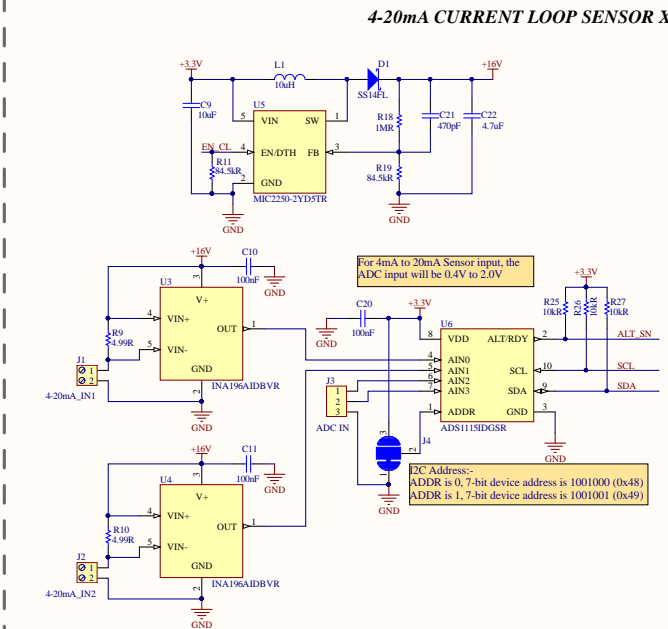 4-20mA CURRENT LOOP SENSOR X
+3.3V
L1
10uH
D1
SS14FL
+16V
C9
10uF
U5
5 VIN SW 1
EN_CL 4 EN/DTH FB 3
2 GND
MIC2250-2YD5TR
R11
84.5kR
R18
1MR
C21
470pF
C22
4.7uF
R19
84.5kR
GND
GND
+16V
C10
100nF
GND
U3
3
V+
4 VIN+
OUT 1
5 VIN-
GND
2
INA196AIDBVR
R9
4.99R
J1
1
2
4-20mA_IN1
GND
For 4mA to 20mA Sensor input, the
ADC input will be 0.4V to 2.0V
+3.3V
R25
10kR
R26
10kR
R27
10kR
C20
100nF
GND
+3.3V
U6
8 VDD ALT/RDY 2
ALT_SN
4 AIN0
5 AIN1 SCL 10
SCL
6 AIN2
7 AIN3 SDA 9
SDA
1 ADDR GND 3
ADS1115IDGSR
GND
J3
1
2
3
ADC IN
3
2
1
J4
GND
I2C Address:-
ADDR is 0, 7-bit device address is 1001000 (0x48)
ADDR is 1, 7-bit device address is 1001001 (0x49)
+16V
C11
100nF
GND
U4
3
V+
4 VIN+
OUT 1
5 VIN-
GND
2
INA196AIDBVR
R10
4.99R
J2
1
2
4-20mA_IN2
GND